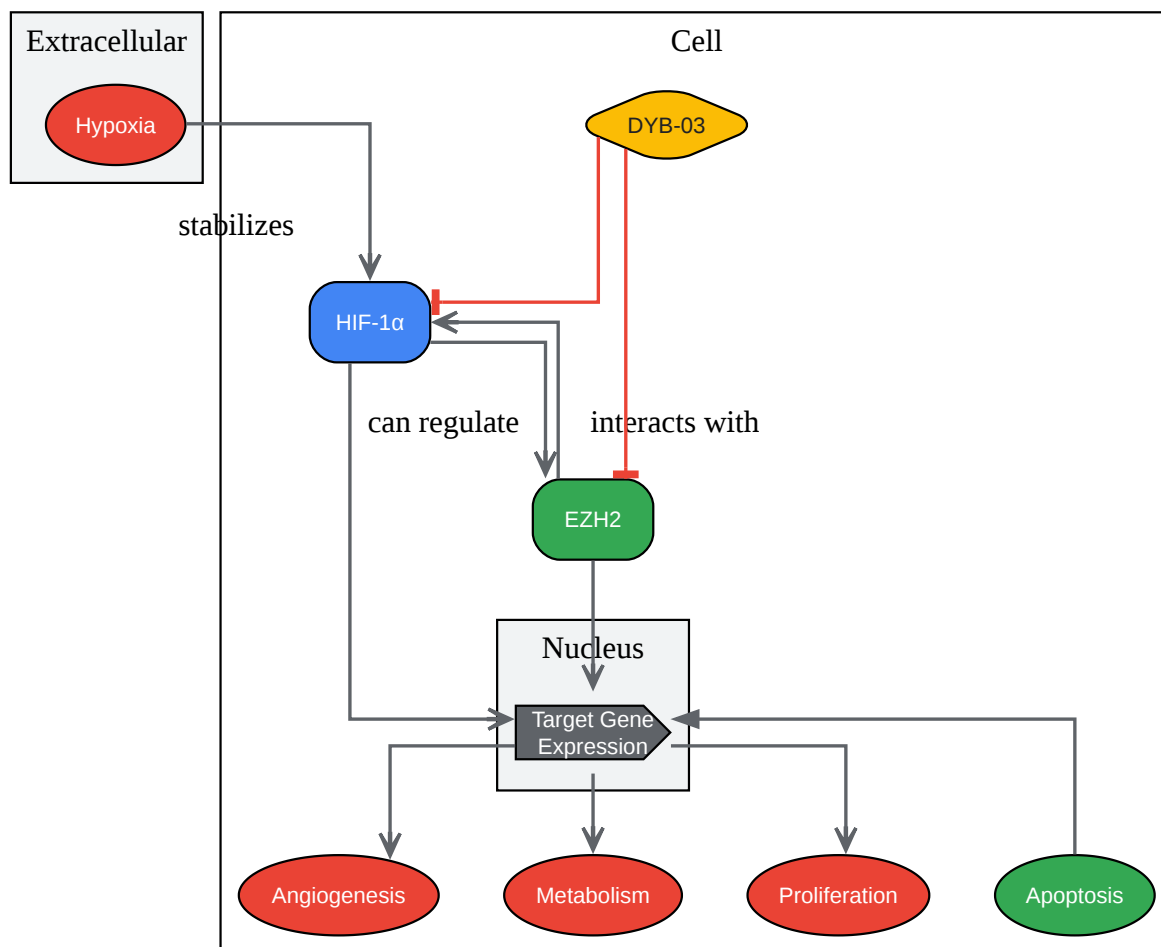 Extracellular
Cell
Hypoxia
DYB-03
stabilizes
HIF-1α
can regulate
interacts with
EZH2
Nucleus
Target Gene
Expression
Angiogenesis
Metabolism
Proliferation
Apoptosis